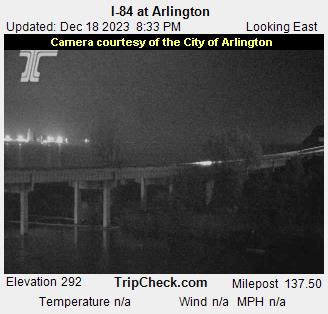 I-84 at Arlington
Updated: Dec 18 2023 8:33 PM Looking East
Camera courtesy of the City of Arlington
Elevation 292 TripCheck.com Milepost 137.50
Temperature n/a Wind n/a MPH n/a